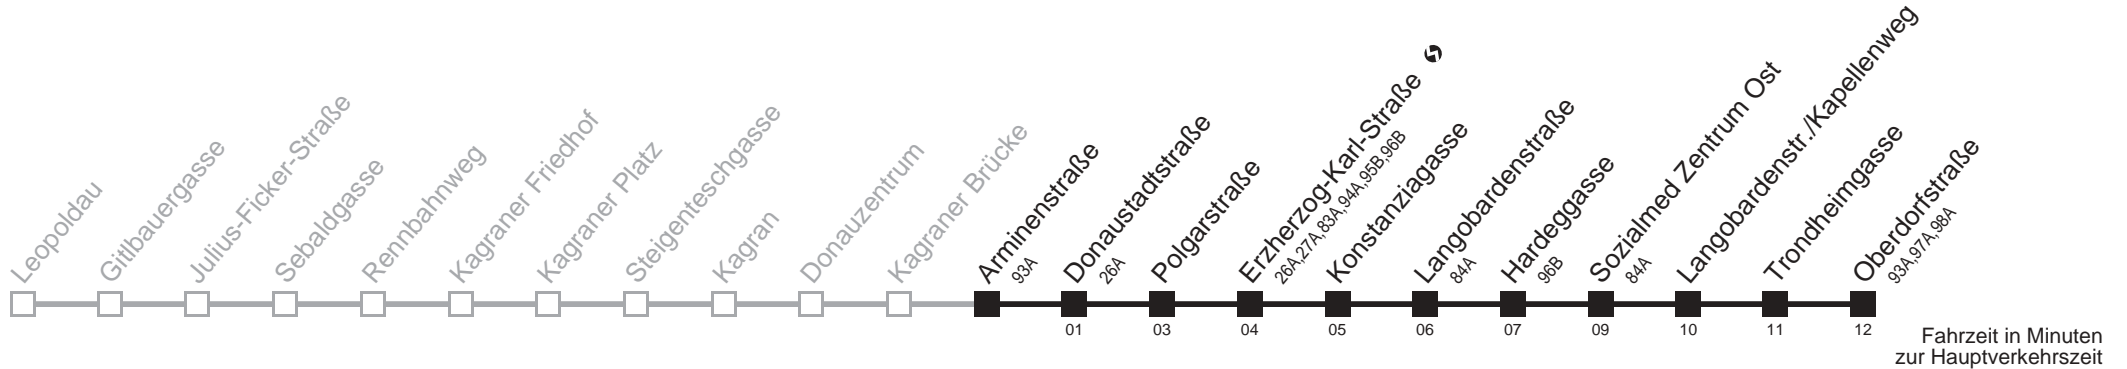 Leopoldau
Gitlbauergasse
Julius-Ficker-Straße
Sebaldgasse
Rennbahnweg
Kagraner Friedhof
Kagraner Platz
Steigenteschgasse
Kagran
Donauzentrum
Kagraner Brücke
Arminenstraße
93A
Donaustadtstraße
26A
Polgarstraße
Erzherzog-Karl-Straße
26A,27A,83A,94A,95B,96B
Konstanziagasse
Langobardenstraße
84A
Hardeggasse
96B
Sozialmed Zentrum Ost
84A
Langobardenstr./Kapellenweg
Trondheimgasse
Oberdorfstraße
93A,97A,98A
01 03 04 05 06 07 09 10 11 12
Fahrzeit in Minuten
zur Hauptverkehrszeit